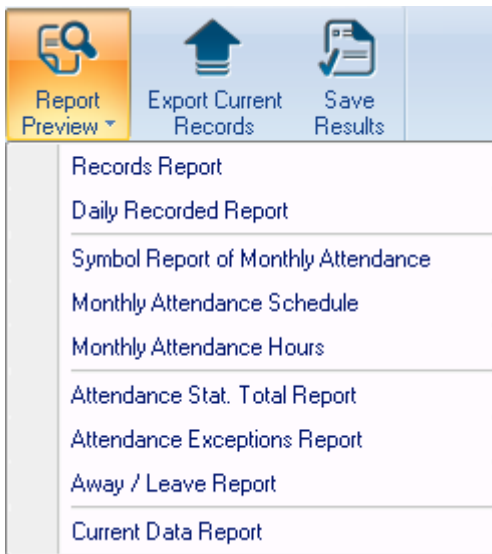 Report Preview
Export Current Records
Save Results
Records Report
Daily Recorded Report
Symbol Report of Monthly Attendance
Monthly Attendance Schedule
Monthly Attendance Hours
Attendance Stat. Total Report
Attendance Exceptions Report
Away / Leave Report
Current Data Report